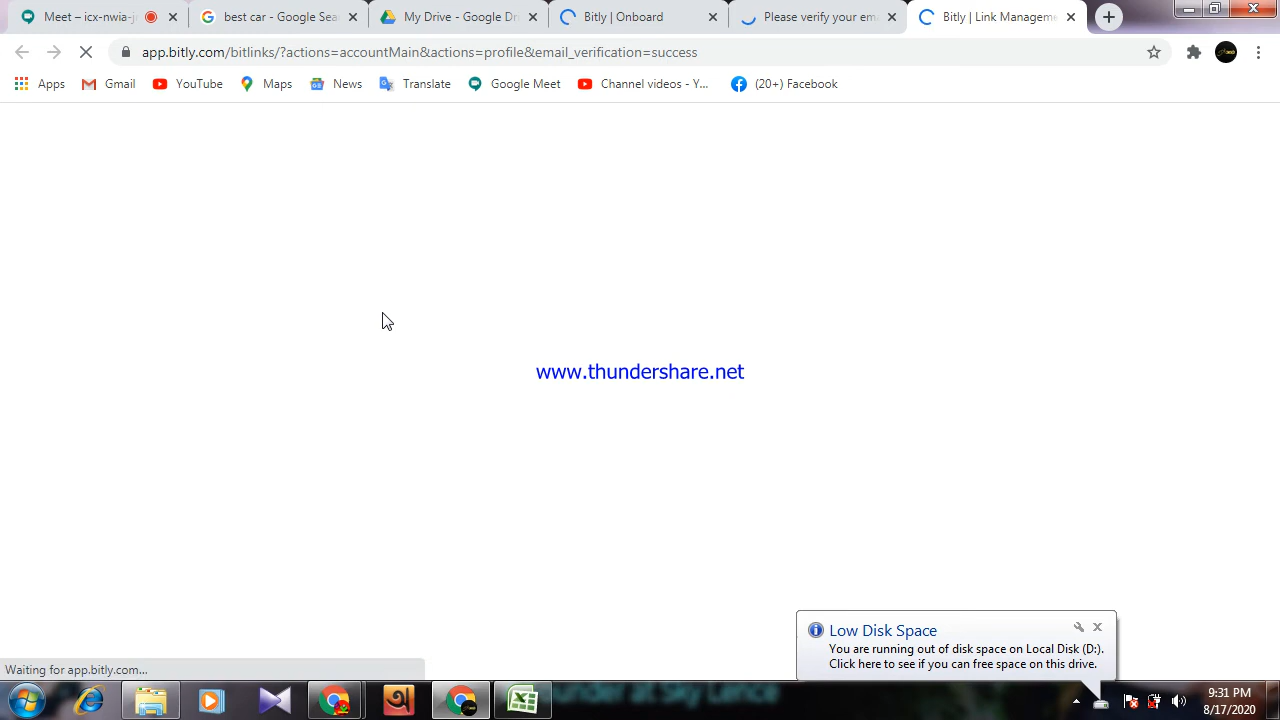 Meet – icx-nwia-j
best car - Google Sea
My Drive - Google Dr
Bitly | Onboard
Please verify your ema
Bitly | Link Manageme
app.bitly.com/bitlinks/?actions=accountMain&actions=profile&email_verification=success
Apps
Gmail
YouTube
Maps
News
Translate
Google Meet
Channel videos - Y...
(20+) Facebook
www.thundershare.net
Low Disk Space
You are running out of disk space on Local Disk (D:).
Click here to see if you can free space on this drive.
Waiting for app.bitly.com...
9:31 PM
8/17/2020